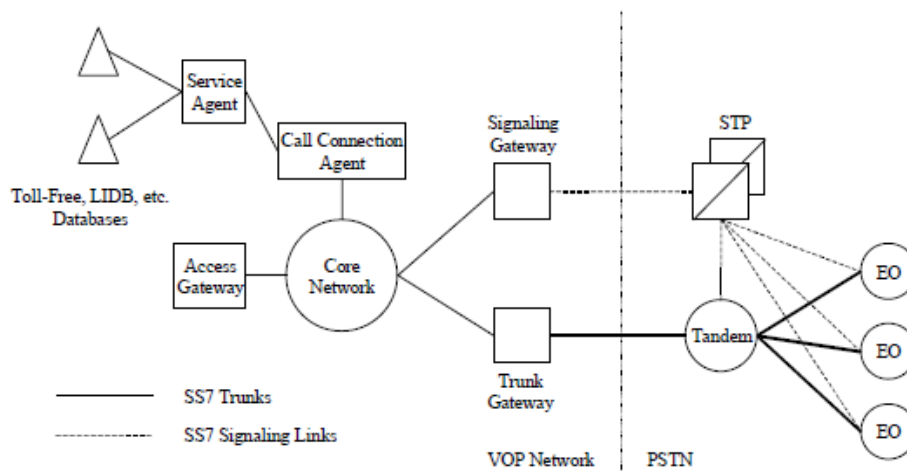 Service
Agent
Call Connection
Agent
Signaling
Gateway
STP
Toll-Free, LIDB, etc.
Databases
Access
Gateway
Core
Network
EO
Tandem
EO
Trunk
Gateway
EO
SS7 Trunks
SS7 Signaling Links
VOP Network
PSTN